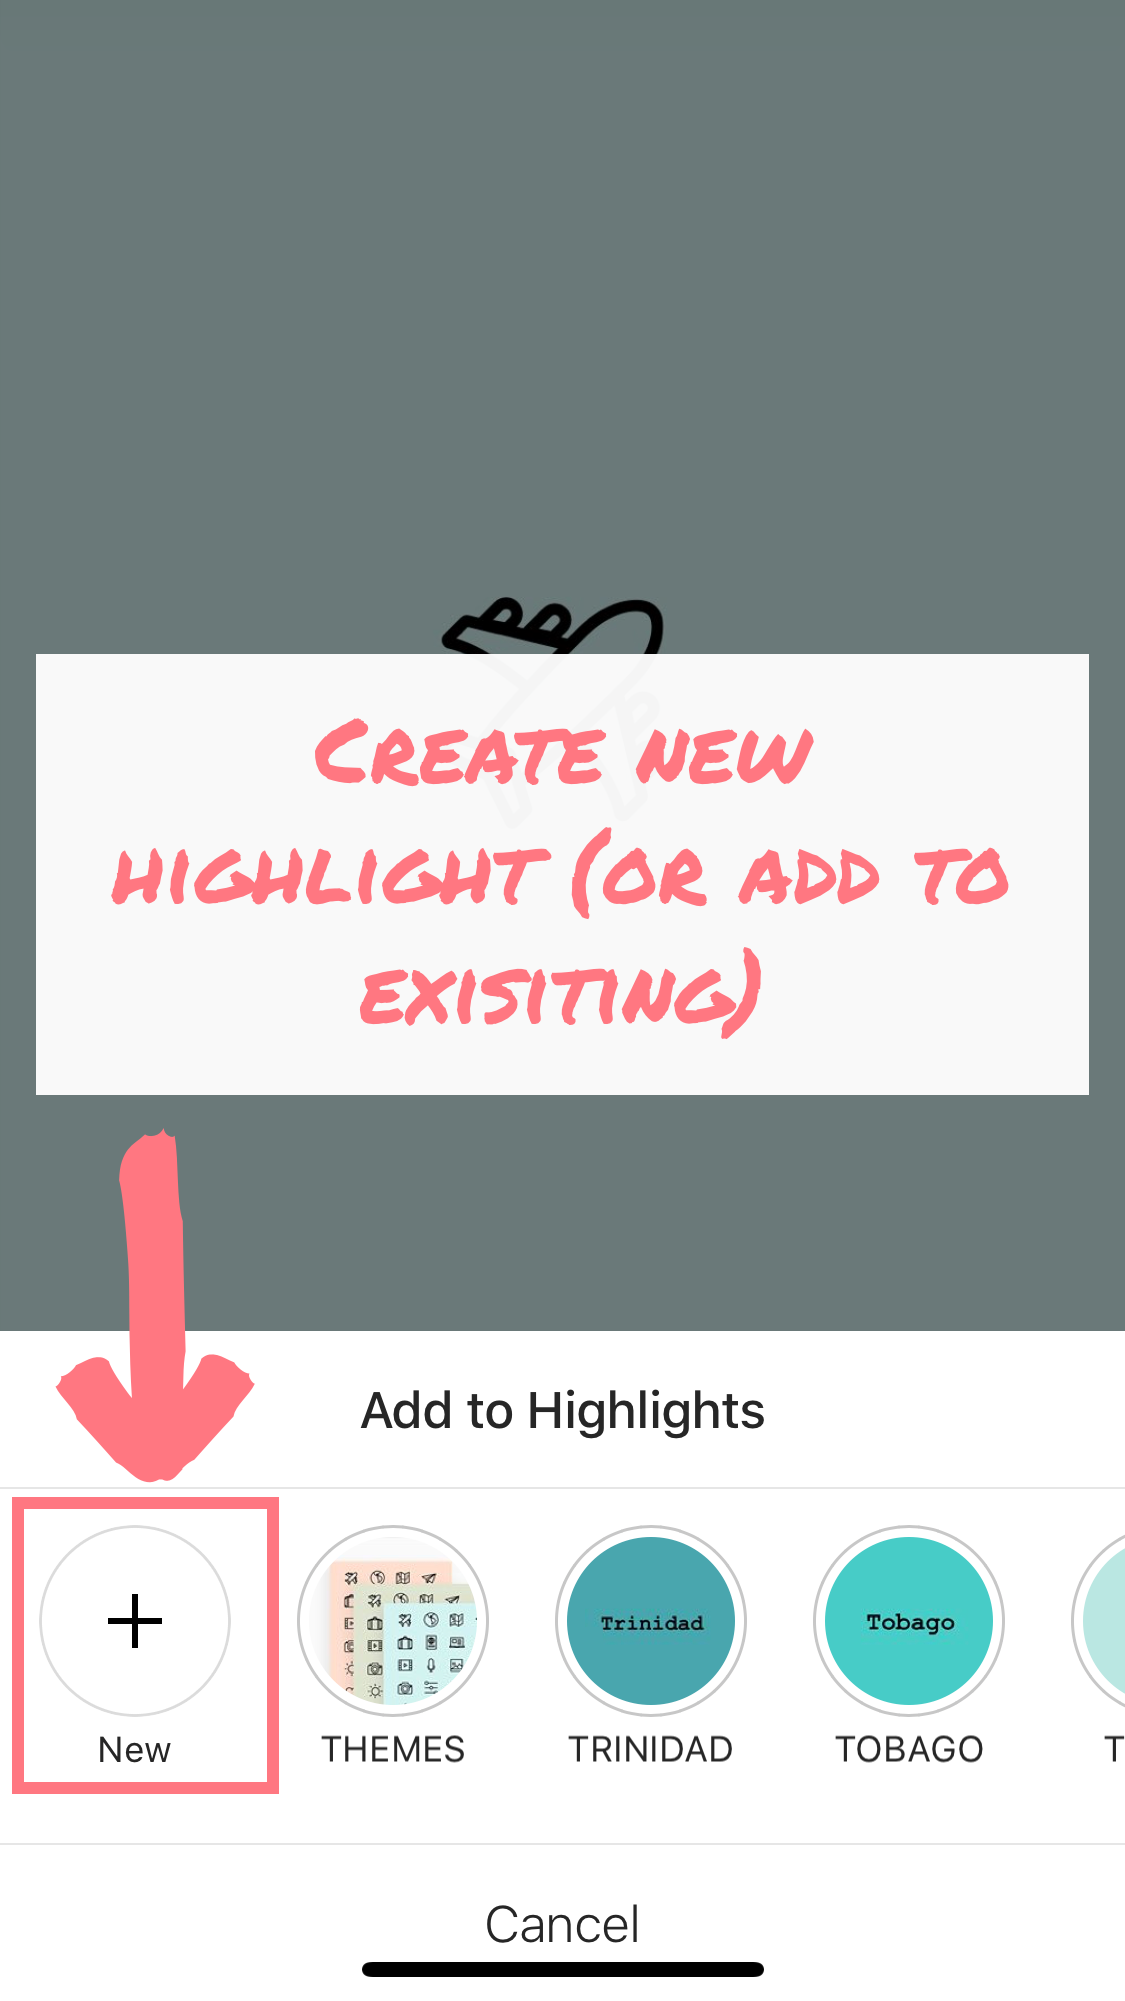 CREATE NEW
HIGHLIGHT (OR ADD TO
EXISITING)
Add to Highlights
Trinidad
Tobago
New
THEMES
TRINIDAD
TOBAGO
T
Cancel